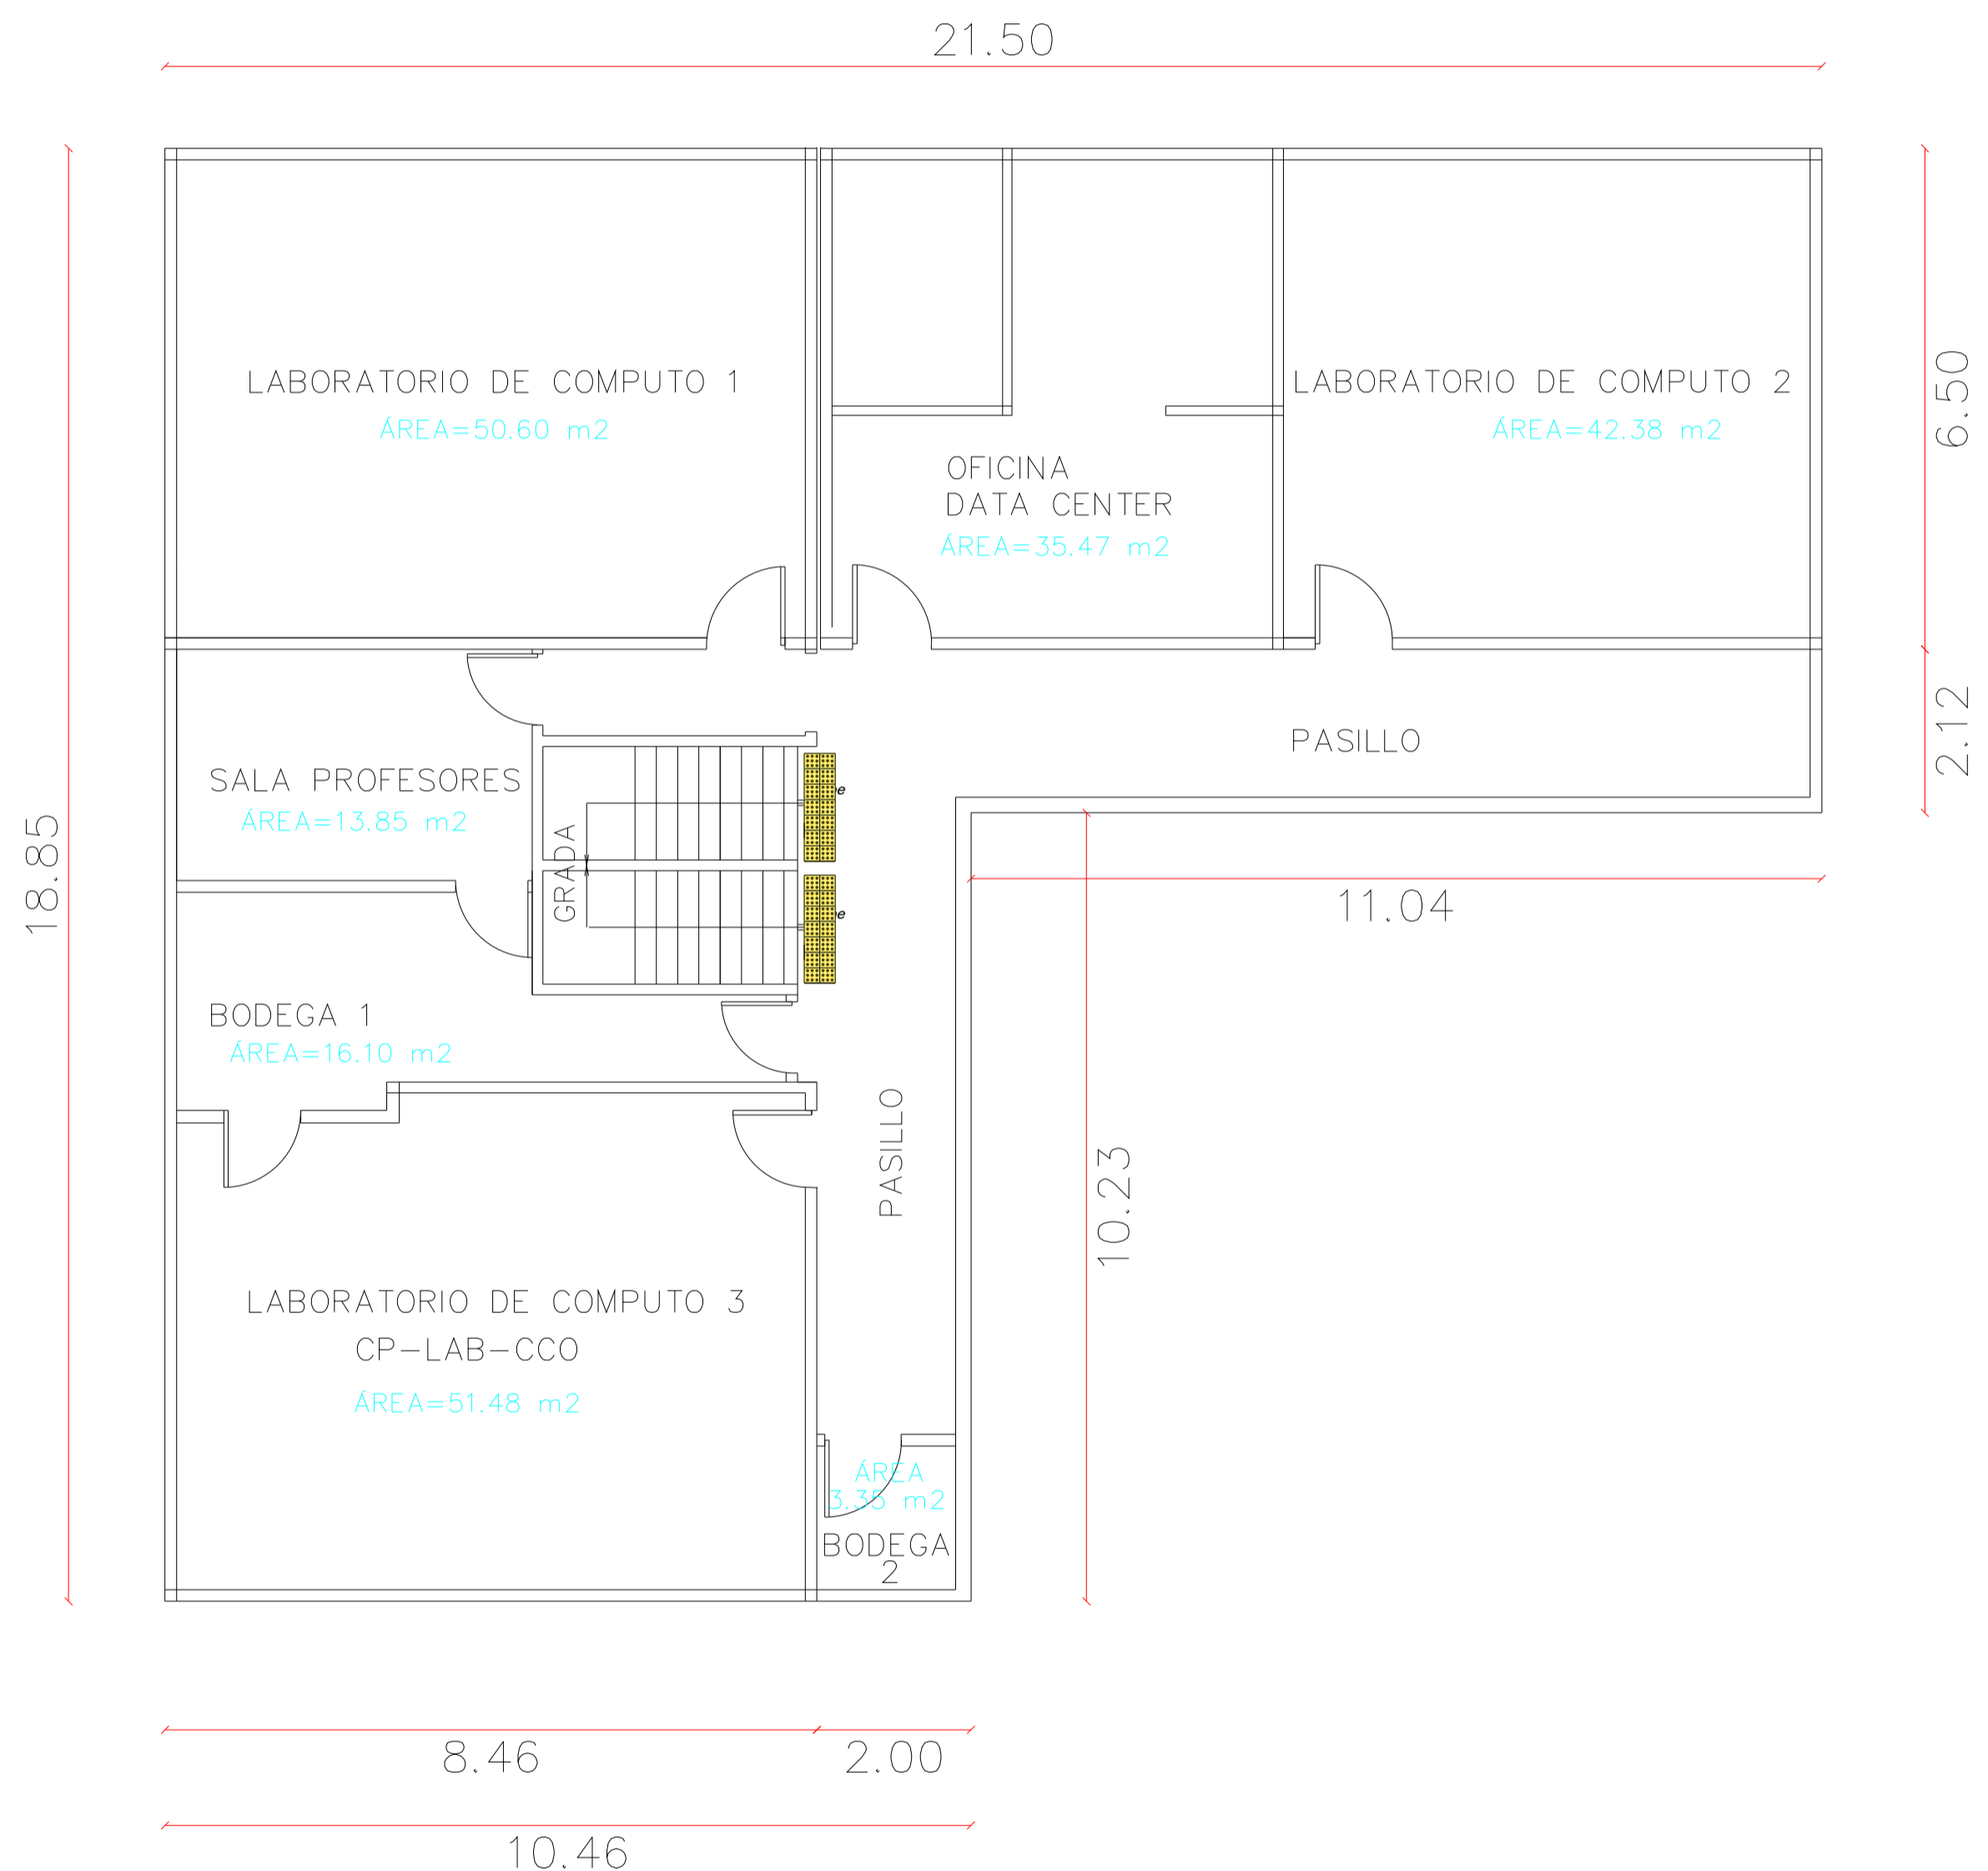 21.50
LABORATORIO DE COMPUTO 1
ÁREA=50.60 m2
OFICINA
DATA CENTER
ÁREA=35.47 m2
LABORATORIO DE COMPUTO 2
ÁREA=42.38 m2
6.50
2.12
PASILLO
SALA PROFESORES
ÁREA=13.85 m2
GRADA
e
e
18.85
11.04
BODEGA 1
ÁREA=16.10 m2
PASILLO
10.23
LABORATORIO DE COMPUTO 3
CP-LAB-CCO
ÁREA=51.48 m2
ÁREA
3.35 m2
BODEGA
2
8.46
2.00
10.46